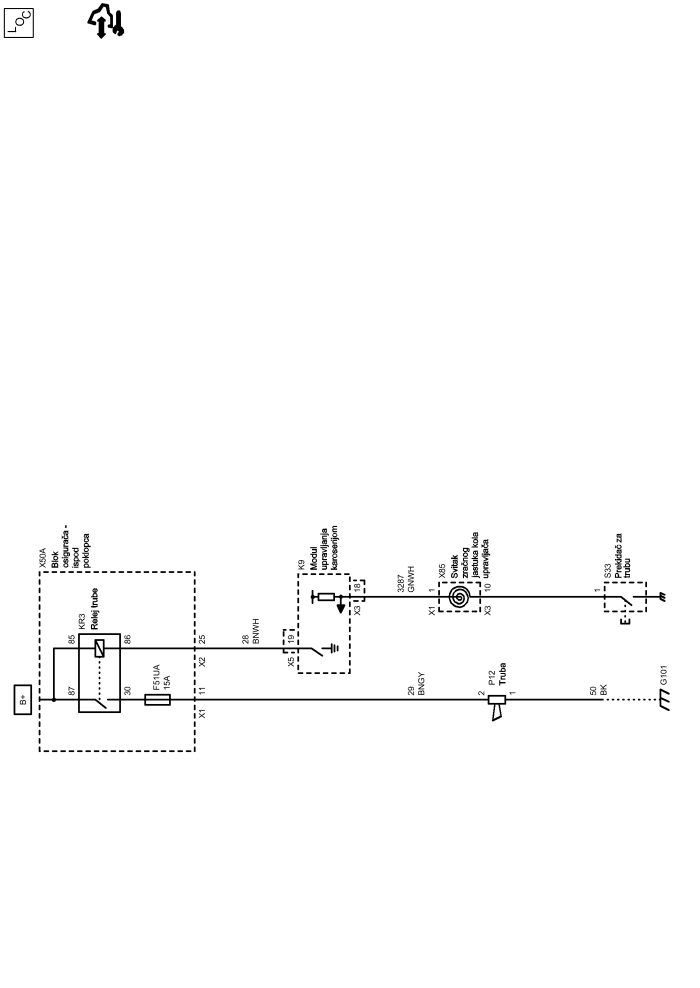 LOC
B+
X50A
Blok
osigurača -
ispod
poklopca
KR3
Relej trube
85
86
87
30
F51UA
15A
25
X2
11
X1
28
BNWH
K9
Modul
upravljanja
karoserijom
19
X5
18
X3
3287
GNWH
29
BNGY
X85
Svitak
zračnog
jastuka kola
upravljača
1
X1
10
X3
P12
Truba
2
1
S33
Prekidač za
trubu
1
50
BK
G101